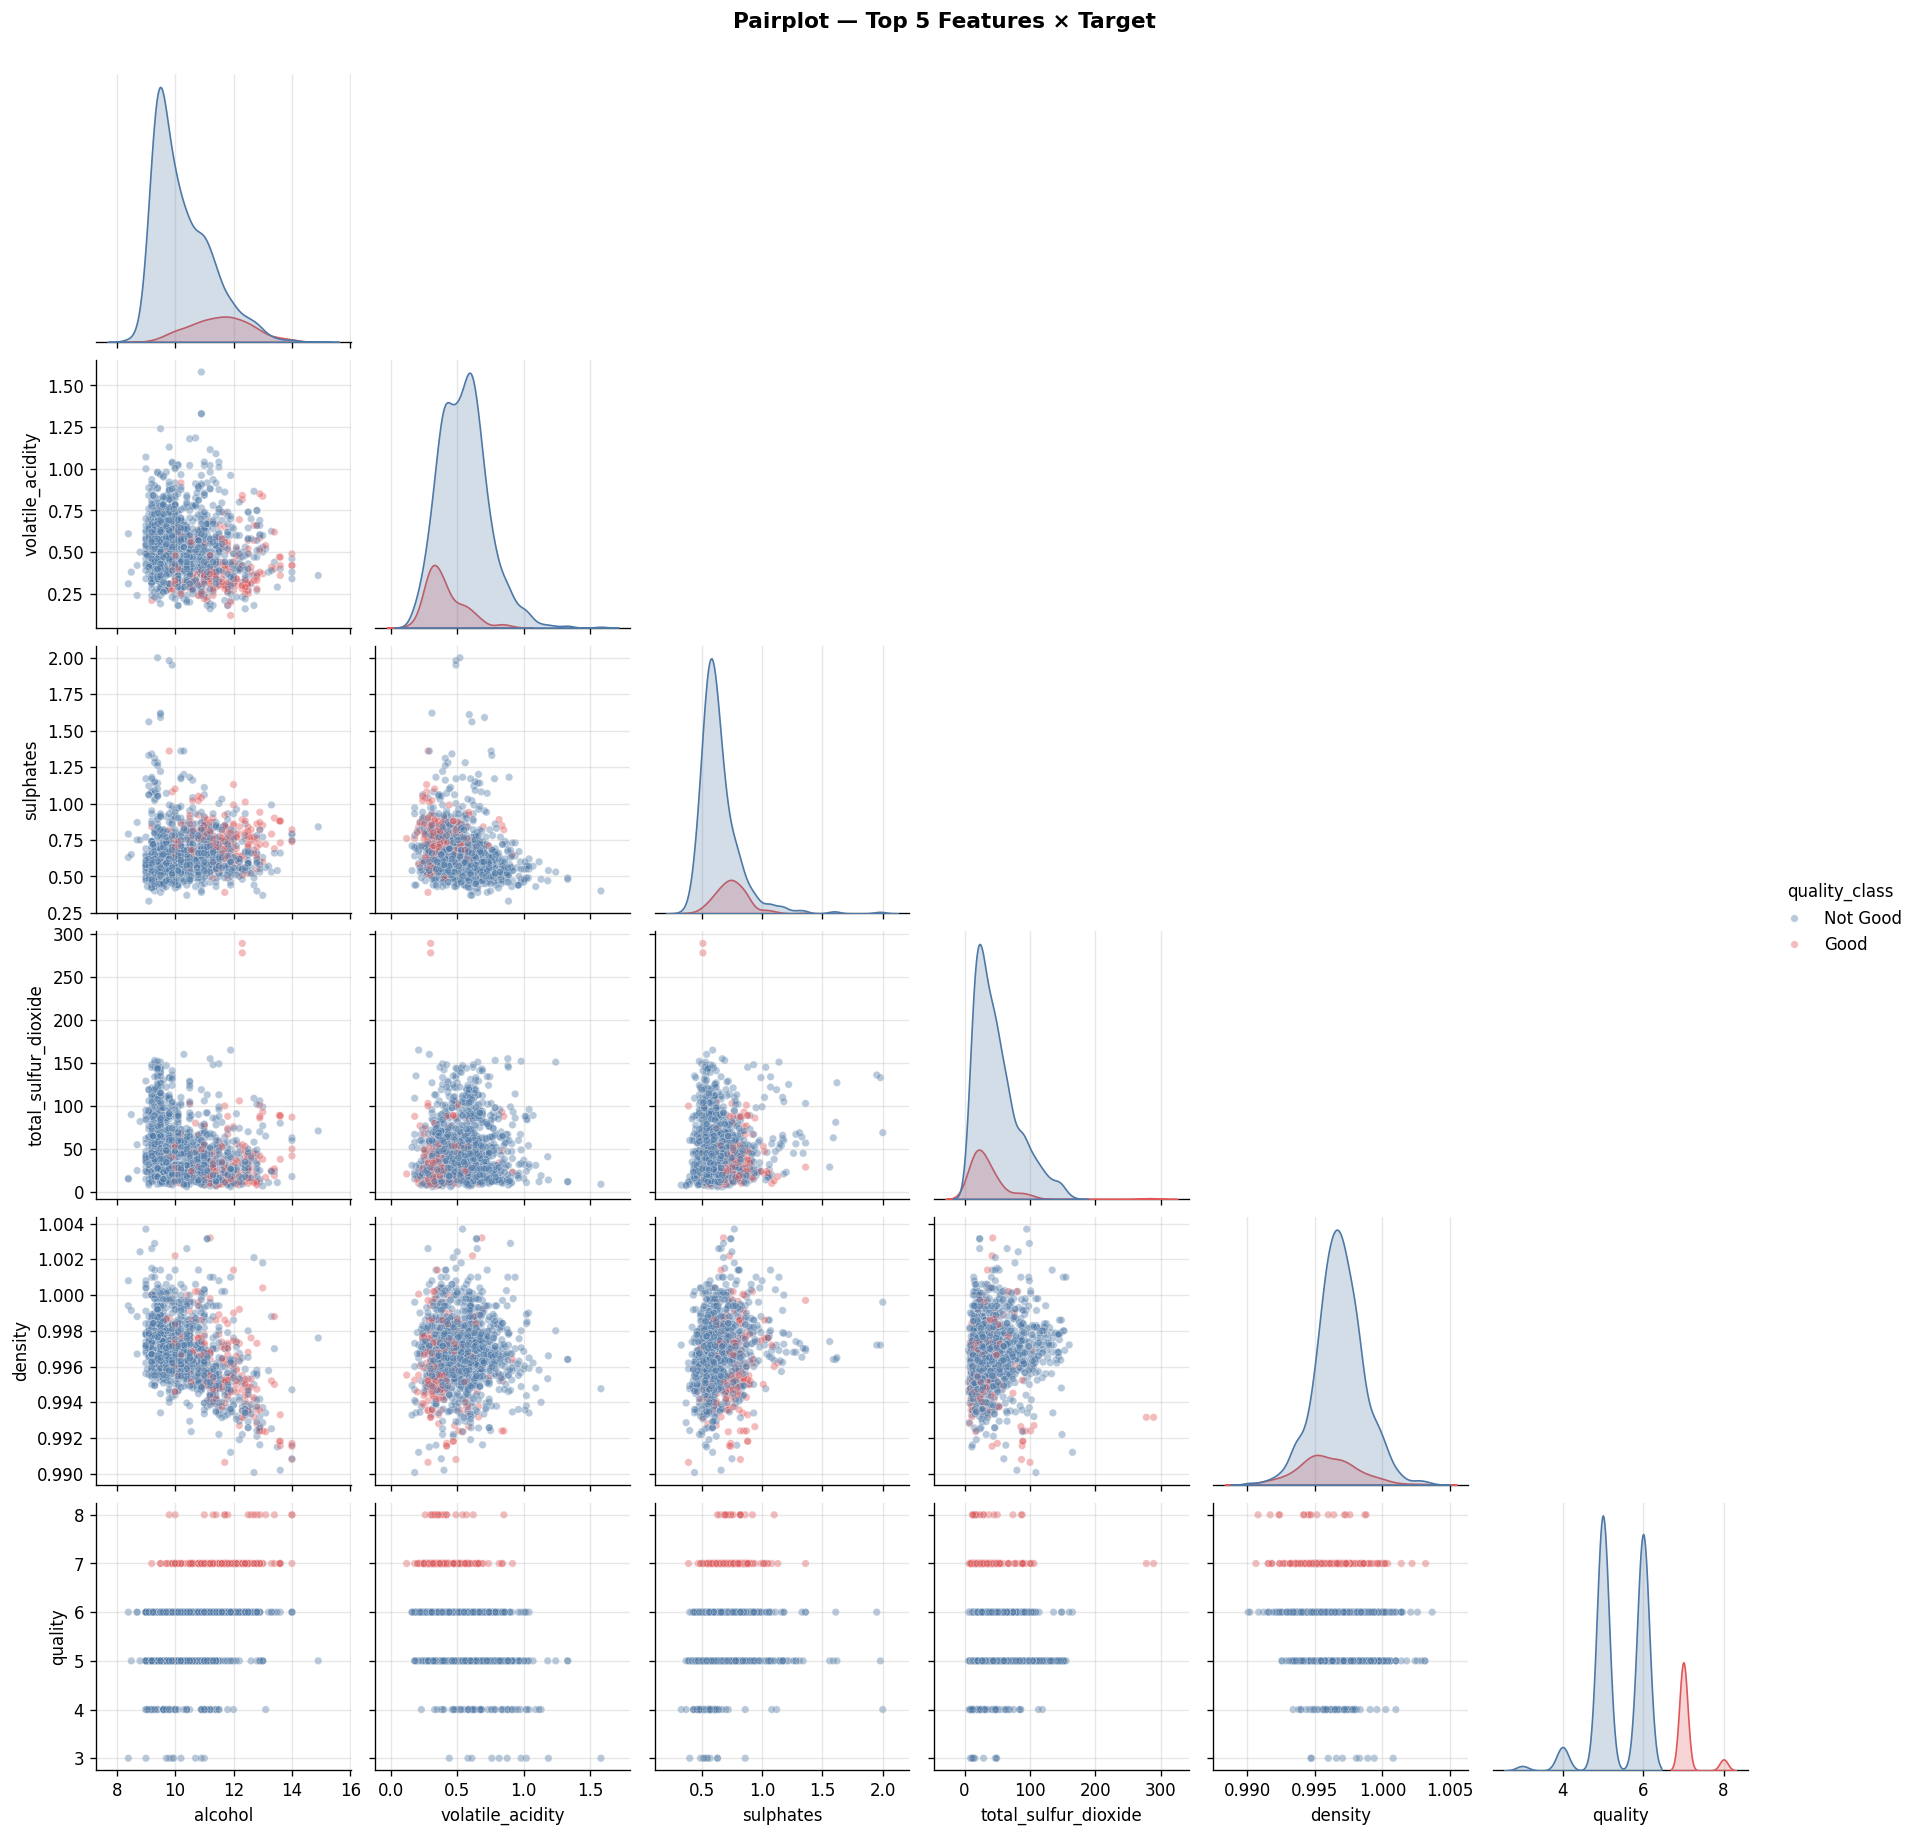 Pairplot — Top 5 Features × Target
1.50
1.25
1.00
0.75
0.50
0.25
volatile_acidity
2.00
1.75
1.50
1.25
1.00
0.75
0.50
0.25
sulphates
300
250
200
150
100
50
0
total_sulfur_dioxide
1.004
1.002
1.000
0.998
0.996
0.994
0.992
0.990
density
8
7
6
5
4
3
quality
8 10 12 14 16
alcohol
0.0 0.5 1.0 1.5
volatile_acidity
0.5 1.0 1.5 2.0
sulphates
0 100 200 300
total_sulfur_dioxide
0.990 0.995 1.000 1.005
density
4 6 8
quality
quality_class
Not Good
Good